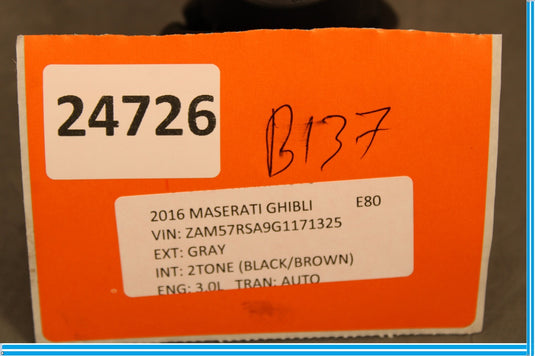 24726
B137
2016 MASERATI GHIBLI E80
VIN: ZAM57RSA9G1171325
EXT: GRAY
INT: 2TONE (BLACK/BROWN)
ENG: 3.0L TRAN: AUTO